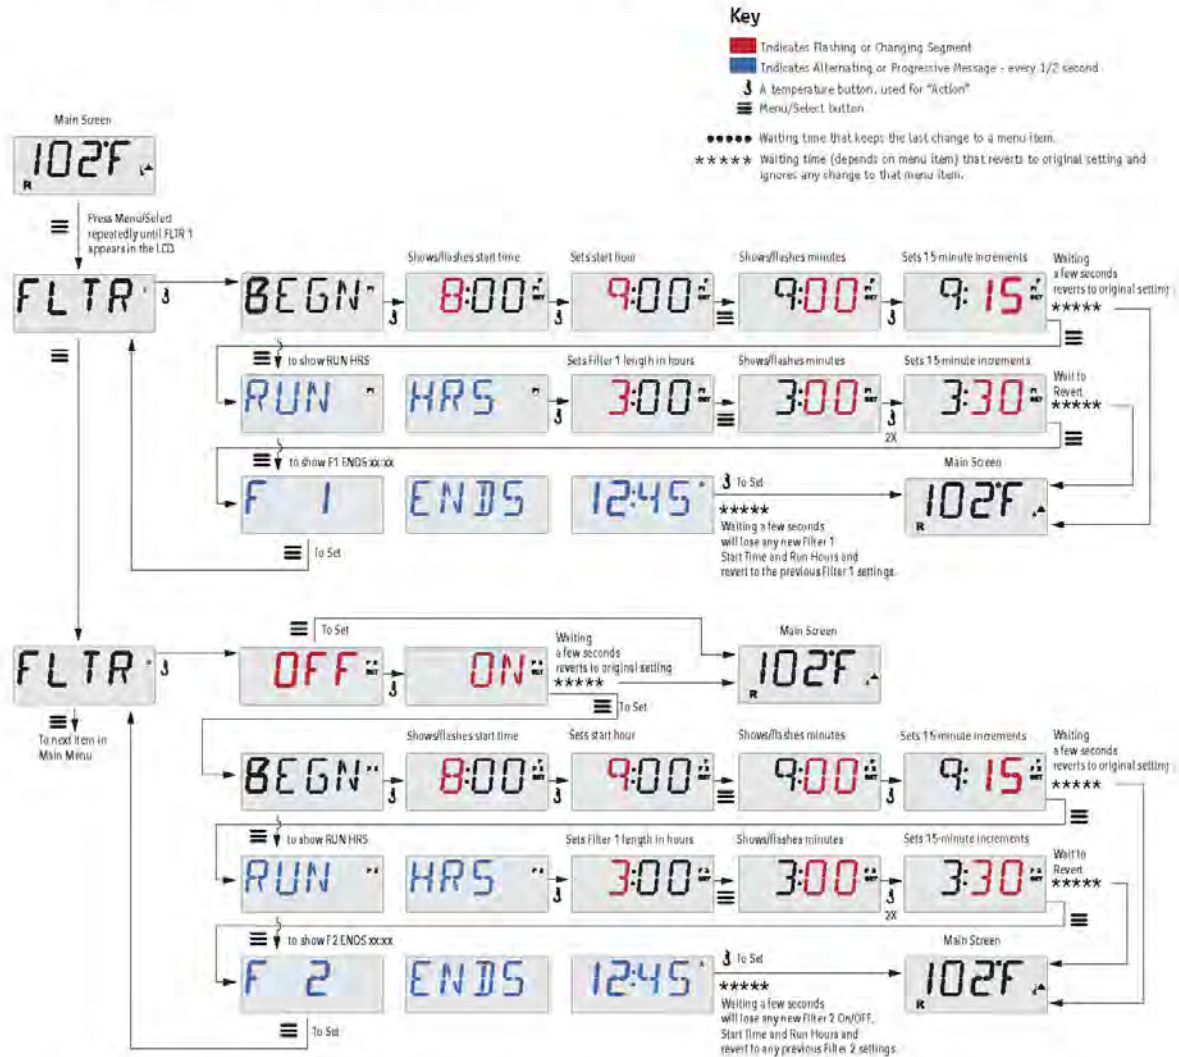 Key
Indicates Flashing or Changing Segment
Indicates Alternating or Progressive Message - every 1/2 second
A temperature button, used for "Action"
Menu/Select button
Waiting time that keeps the last change to a menu item.
***** Waiting time (depends on menu item) that reverts to original setting and
ignores any change to that menu item.
Main Screen
102°F
R
Press Menu/Select
repeatedly until FLTR 1
appears in the LCD.
FLTR
BEGN
Shows/flashes start time
8:00
Sets start hour
9:00
Shows/flashes minutes
9:00
Sets 15 minute increments
9:15
Waiting
a few seconds
reverts to original setting
*****
to show RUN HRS
RUN
HRS
Sets Filter 1 length in hours
3:00
Shows/flashes minutes
3:00
2X
Sets 15-minute increments
3:30
Wait to
Revert
*****
to show F1 ENDS xx:xx
F 1
ENDS
12:45
To Set
*****
Waiting a few seconds
will lose any new Filter 1
Start Time and Run Hours and
revert to the previous Filter 1 settings.
Main Screen
102°F
R
To Set
FLTR
To next item in
Main Menu
To Set
OFF
ON
Waiting
a few seconds
reverts to original setting
*****
To Set
Main Screen
102°F
R
BEGN
Shows/flashes start time
8:00
Sets start hour
9:00
Shows/flashes minutes
9:00
Sets 15-minute increments
9:15
Waiting
a few seconds
reverts to original setting
*****
to show RUN HRS
RUN
HRS
Sets Filter 1 length in hours
3:00
Shows/flashes minutes
3:00
2X
Sets 15-minute increments
3:30
Wait to
Revert
*****
to show F2 ENDS xx:xx
F 2
ENDS
12:45
To Set
*****
Waiting a few seconds
will lose any new Filter 2 On/OFF,
Start Time and Run Hours and
revert to any previous Filter 2 settings.
Main Screen
102°F
R
To Set